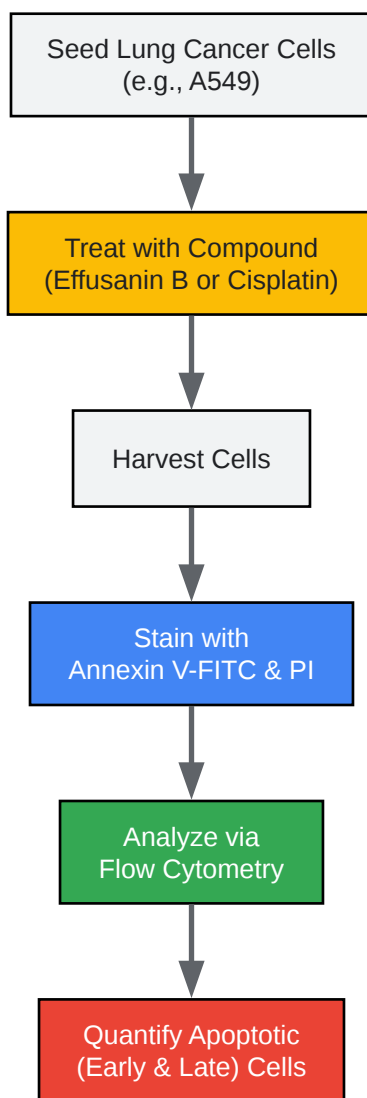 Seed Lung Cancer Cells
(e.g., A549)
Treat with Compound
(Effusanin B or Cisplatin)
Harvest Cells
Stain with
Annexin V-FITC & PI
Analyze via
Flow Cytometry
Quantify Apoptotic
(Early & Late) Cells